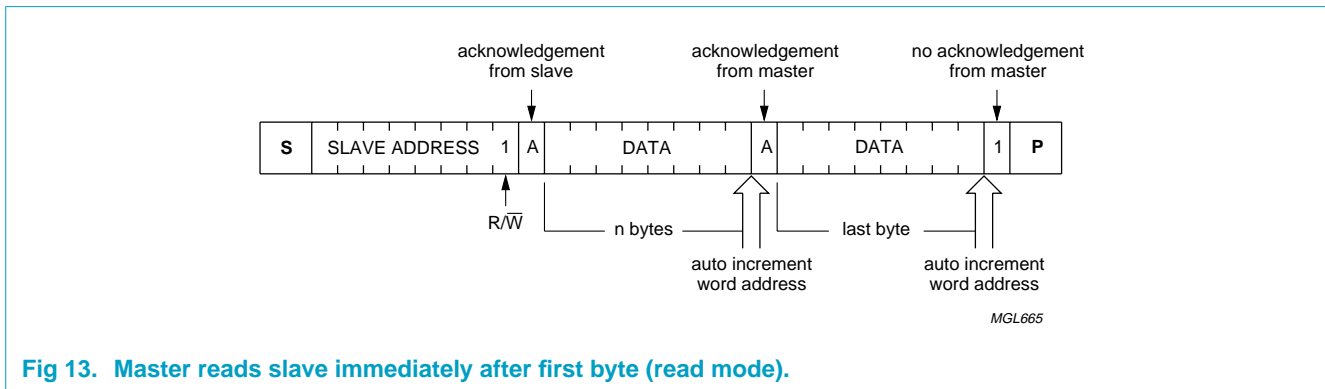 acknowledgement
from slave
acknowledgement
from master
no acknowledgement
from master
S SLAVE ADDRESS 1 A DATA A DATA 1 P
R/W̅
n bytes
last byte
auto increment
word address
auto increment
word address
MGL665
Fig 13. Master reads slave immediately after first byte (read mode).